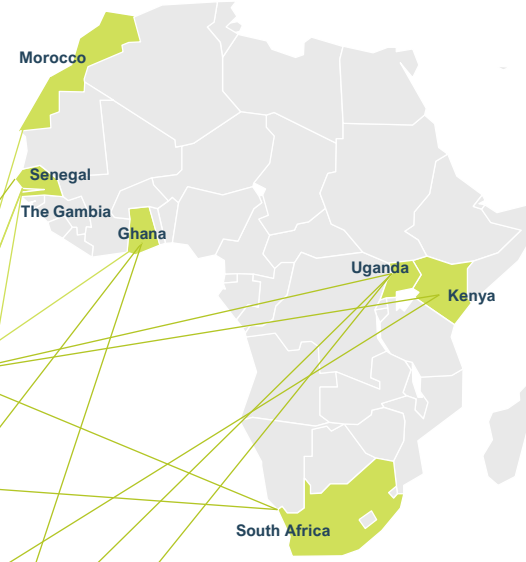 Morocco
Senegal
The Gambia
Ghana
Uganda
Kenya
South Africa